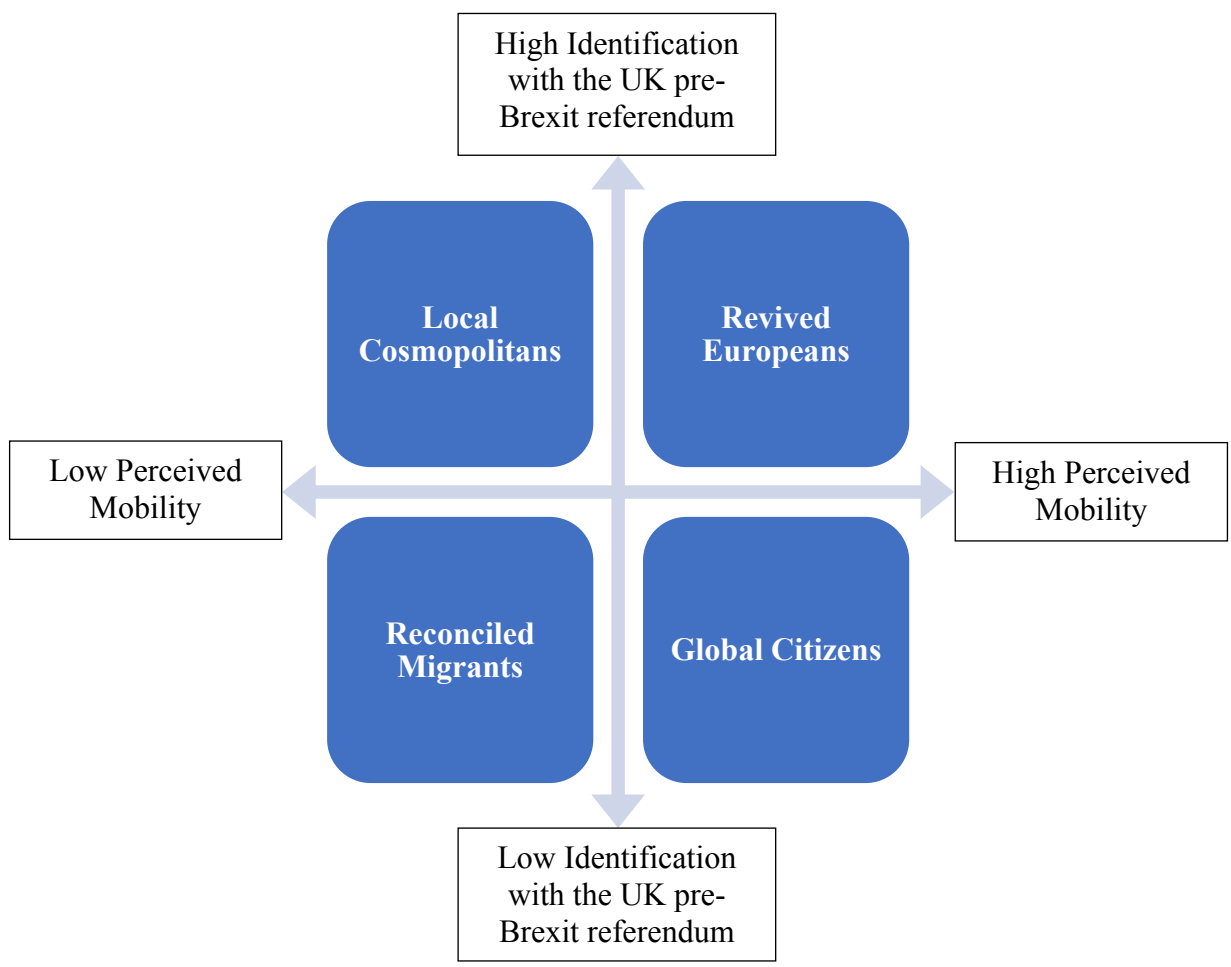 High Identification
with the UK pre-
Brexit referendum
Local
Cosmopolitans
Revived
Europeans
Low Perceived
Mobility
High Perceived
Mobility
Reconciled
Migrants
Global Citizens
Low Identification
with the UK pre-
Brexit referendum